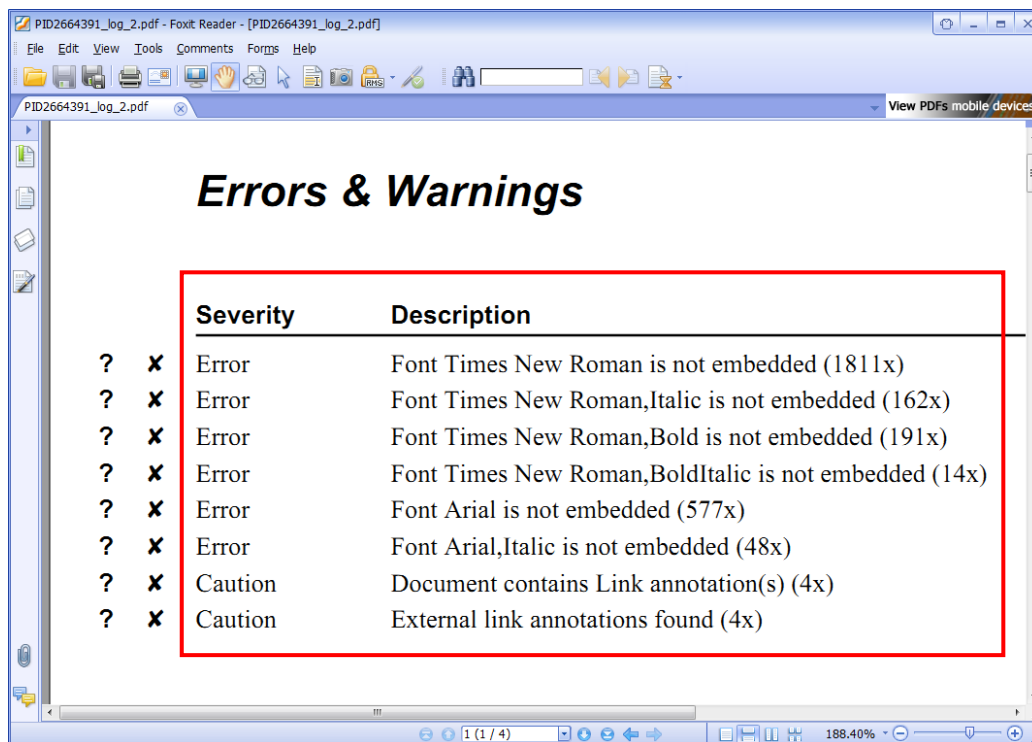 PID2664391_log_2.pdf - Foxit Reader - [PID2664391_log_2.pdf]
File Edit View Tools Comments Forms Help
RMS
PID2664391_log_2.pdf
View PDFs mobile devices
Errors & Warnings
Severity Description
? ✘ Error Font Times New Roman is not embedded (1811x)
? ✘ Error Font Times New Roman,Italic is not embedded (162x)
? ✘ Error Font Times New Roman,Bold is not embedded (191x)
? ✘ Error Font Times New Roman,BoldItalic is not embedded (14x)
? ✘ Error Font Arial is not embedded (577x)
? ✘ Error Font Arial,Italic is not embedded (48x)
? ✘ Caution Document contains Link annotation(s) (4x)
? ✘ Caution External link annotations found (4x)
1 (1 / 4) 188.40%